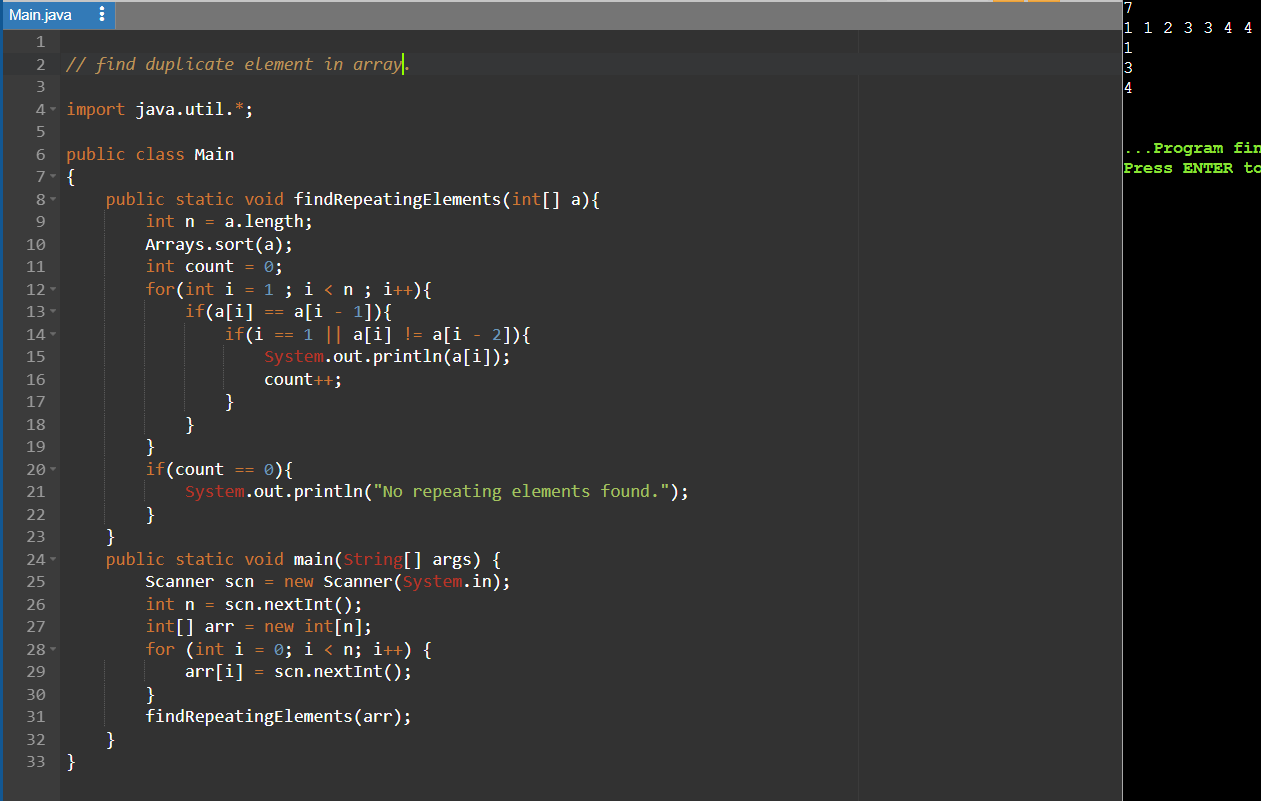 Main.java
1
2 // find duplicate element in array.
3
4 import java.util.*;
5
6 public class Main
7 {
8 public static void findRepeatingElements(int[] a){
9 int n = a.length;
10 Arrays.sort(a);
11 int count = 0;
12 for(int i = 1 ; i < n ; i++){
13 if(a[i] == a[i - 1]){
14 if(i == 1 || a[i] != a[i - 2]){
15 System.out.println(a[i]);
16 count++;
17 }
18 }
19 }
20 if(count == 0){
21 System.out.println("No repeating elements found.");
22 }
23 }
24 public static void main(String[] args) {
25 Scanner scn = new Scanner(System.in);
26 int n = scn.nextInt();
27 int[] arr = new int[n];
28 for (int i = 0; i < n; i++) {
29 arr[i] = scn.nextInt();
30 }
31 findRepeatingElements(arr);
32 }
33 }
7
1 1 2 3 3 4 4
1
3
4
...Program fin
Press ENTER to